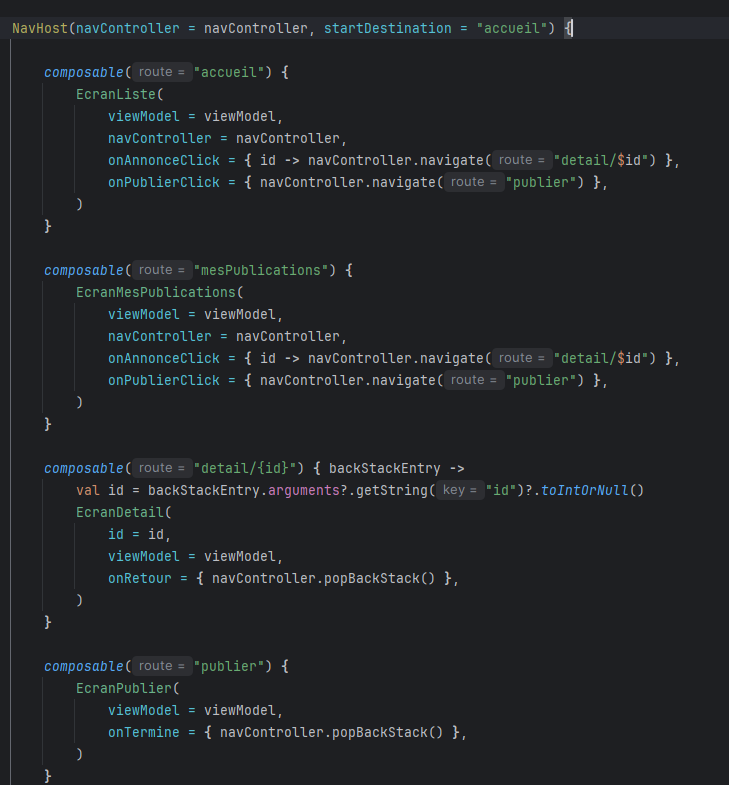 NavHost(navController = navController, startDestination = "accueil") {
composable( route = "accueil") {
EcranListe(
viewModel = viewModel,
navController = navController,
onAnnonceClick = { id -> navController.navigate( route = "detail/$id") },
onPublierClick = { navController.navigate( route = "publier") },
)
}
composable( route = "mesPublications") {
EcranMesPublications(
viewModel = viewModel,
navController = navController,
onAnnonceClick = { id -> navController.navigate( route = "detail/$id") },
onPublierClick = { navController.navigate( route = "publier") },
)
}
composable( route = "detail/{id}") { backStackEntry ->
val id = backStackEntry.arguments?.getString( key = "id")?.toIntOrNull()
EcranDetail(
id = id,
viewModel = viewModel,
onRetour = { navController.popBackStack() },
)
}
composable( route = "publier") {
EcranPublier(
viewModel = viewModel,
onTermine = { navController.popBackStack() },
)
}